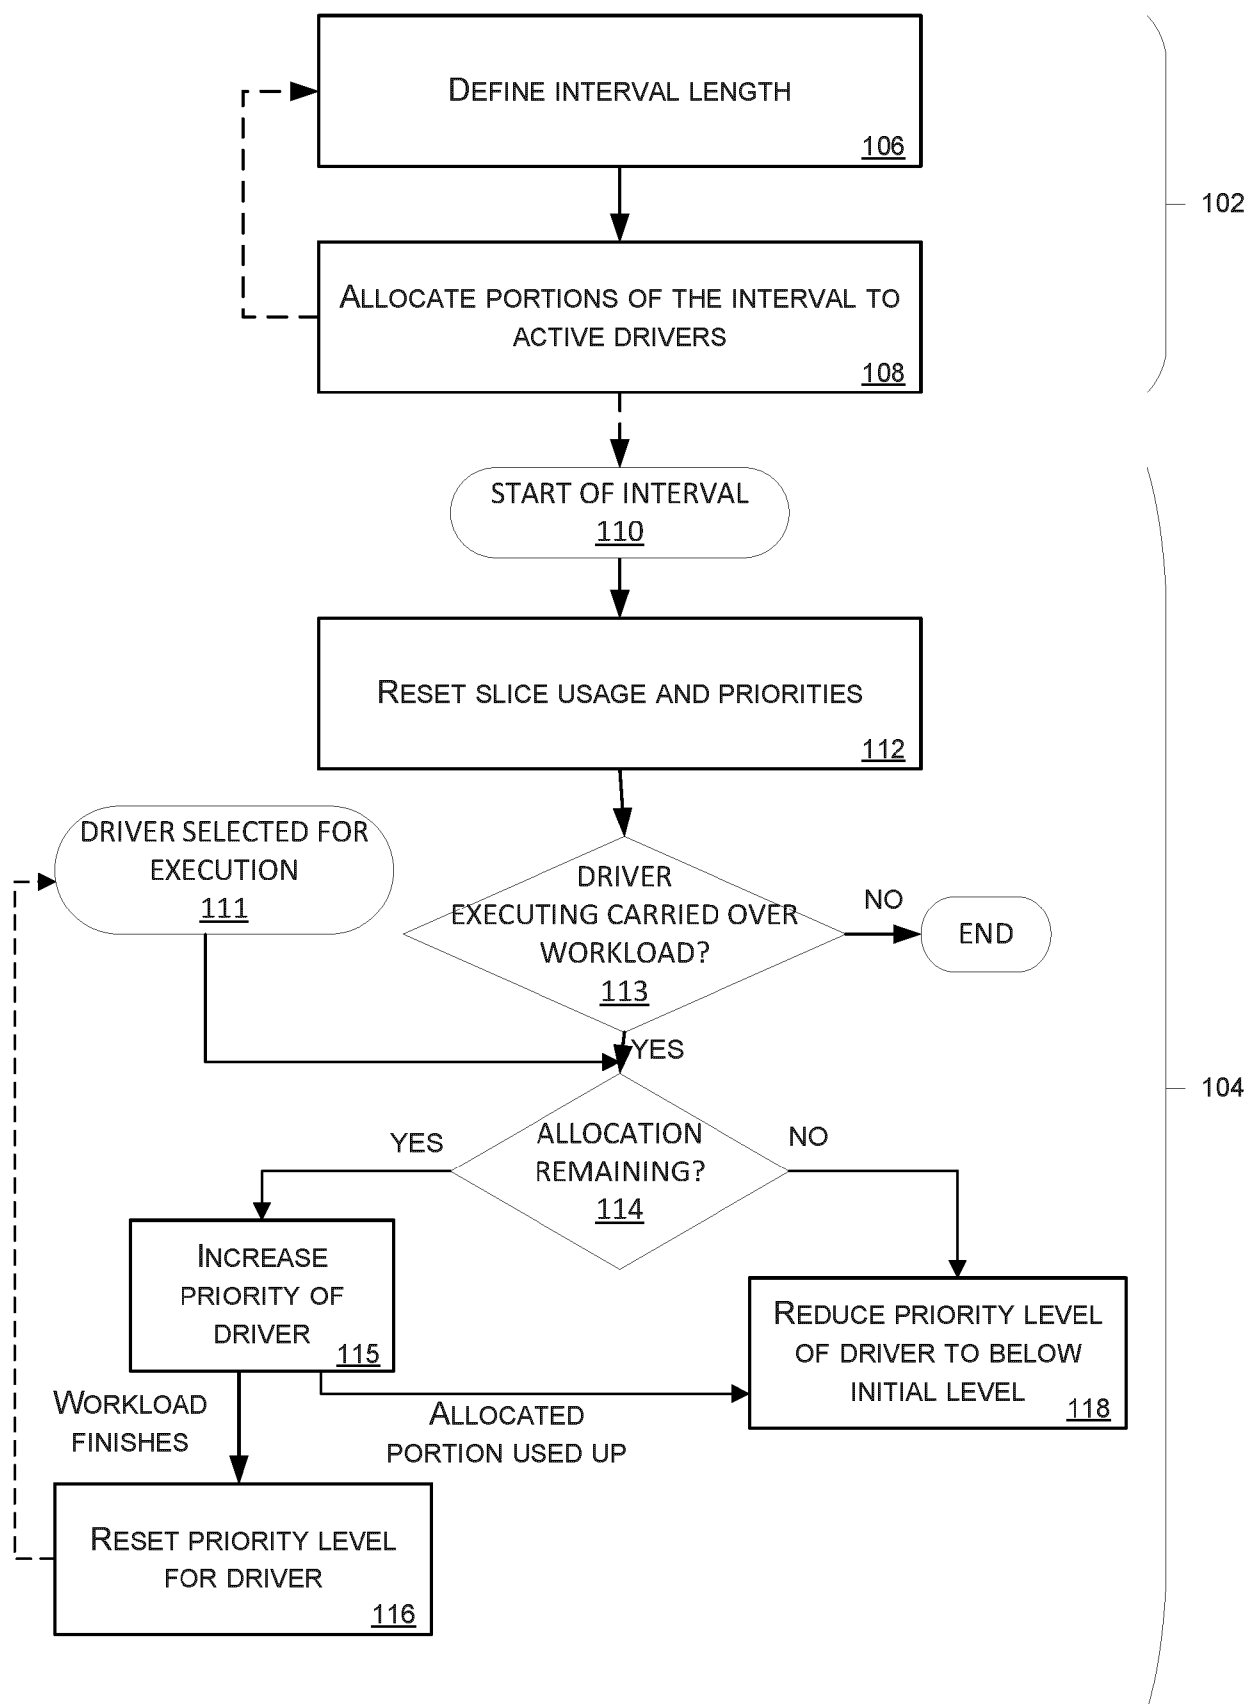 DEFINE INTERVAL LENGTH
106
102
ALLOCATE PORTIONS OF THE INTERVAL TO
ACTIVE DRIVERS
108
START OF INTERVAL
110
RESET SLICE USAGE AND PRIORITIES
112
DRIVER SELECTED FOR
EXECUTION
111
DRIVER
EXECUTING CARRIED OVER
WORKLOAD?
113
NO
END
YES
104
ALLOCATION
REMAINING?
114
YES
NO
INCREASE
PRIORITY OF
DRIVER
115
REDUCE PRIORITY LEVEL
OF DRIVER TO BELOW
INITIAL LEVEL
118
WORKLOAD
FINISHES
ALLOCATED
PORTION USED UP
RESET PRIORITY LEVEL
FOR DRIVER
116